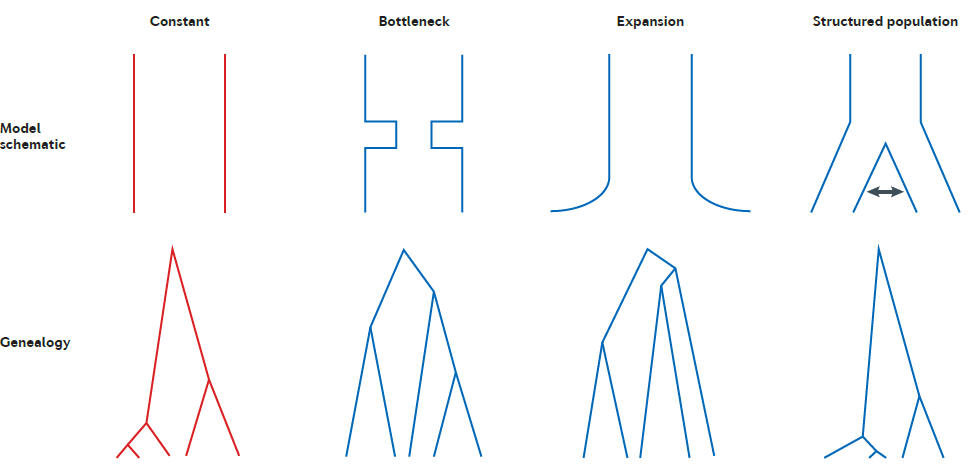 Constant
Bottleneck
Expansion
Structured population
Model
schematic
Genealogy